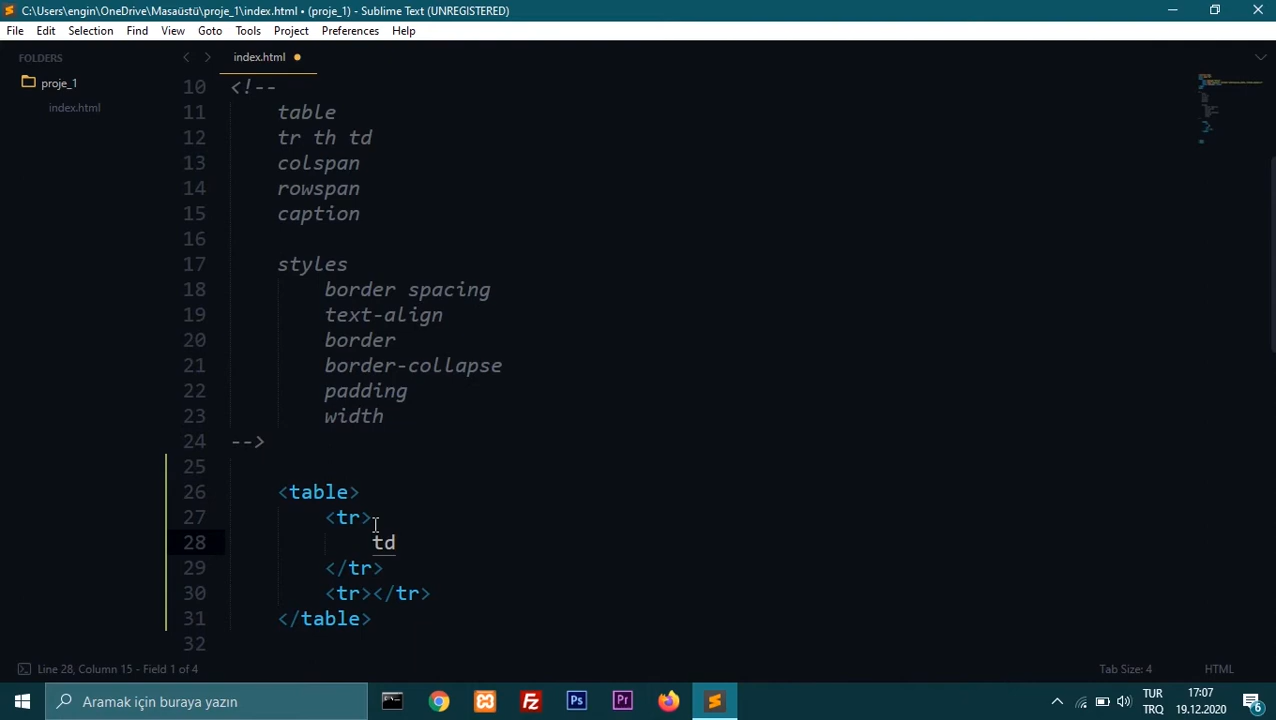 C:\Users\engin\OneDrive\Masaüstü\proje_1\index.html • (proje_1) - Sublime Text (UNREGISTERED)
File Edit Selection Find View Goto Tools Project Preferences Help
FOLDERS
proje_1
index.html
index.html
10 <!--
11 table
12 tr th td
13 colspan
14 rowspan
15 caption
16
17 styles
18 border spacing
19 text-align
20 border
21 border-collapse
22 padding
23 width
24 -->
25
26 <table>
27 <tr>
28 td
29 </tr>
30 <tr></tr>
31 </table>
32
Line 28, Column 15 - Field 1 of 4
Tab Size: 4
HTML
Aramak için buraya yazın
Fz
Ps
Pr
TUR
TRQ
17:07
19.12.2020
6